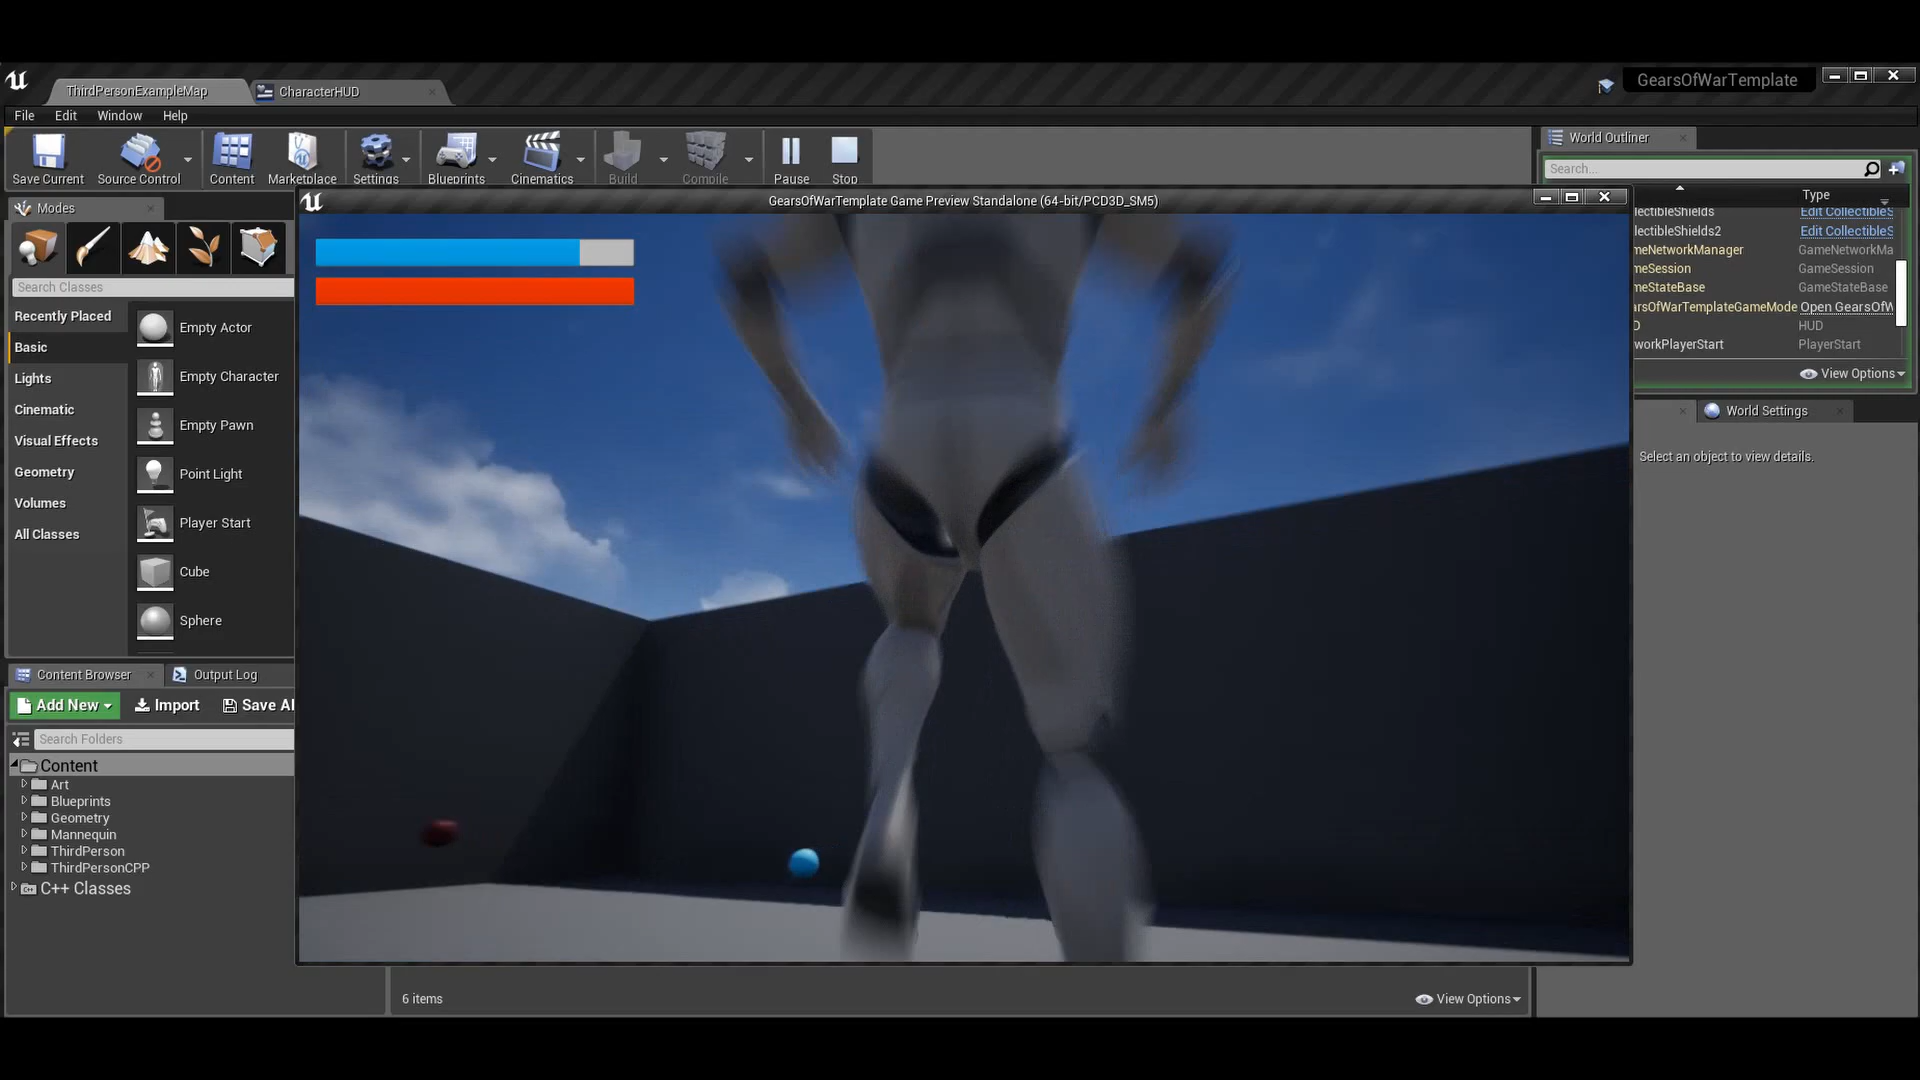 ThirdPersonExampleMap
CharacterHUD
GearsOfWarTemplate
File Edit Window Help
Save Current
Source Control
Content
Marketplace
Settings
Blueprints
Cinematics
Build
Compile
Pause
Stop
World Outliner
Search...
Type
lectibleShields Edit CollectibleS
lectibleShields2 Edit CollectibleS
meNetworkManager GameNetworkMa
meSession GameSession
meStateBase GameStateBase
arsOfWarTemplateGameMode Open GearsOfW
D HUD
workPlayerStart PlayerStart
View Options
World Settings
Select an object to view details.
Modes
Search Classes
Recently Placed
Basic
Lights
Cinematic
Visual Effects
Geometry
Volumes
All Classes
Empty Actor
Empty Character
Empty Pawn
Point Light
Player Start
Cube
Sphere
GearsOfWarTemplate Game Preview Standalone (64-bit/PCD3D_SM5)
Content Browser
Output Log
Add New
Import
Save Al
Search Folders
Content
Art
Blueprints
Geometry
Mannequin
ThirdPerson
ThirdPersonCPP
C++ Classes
6 items
View Options